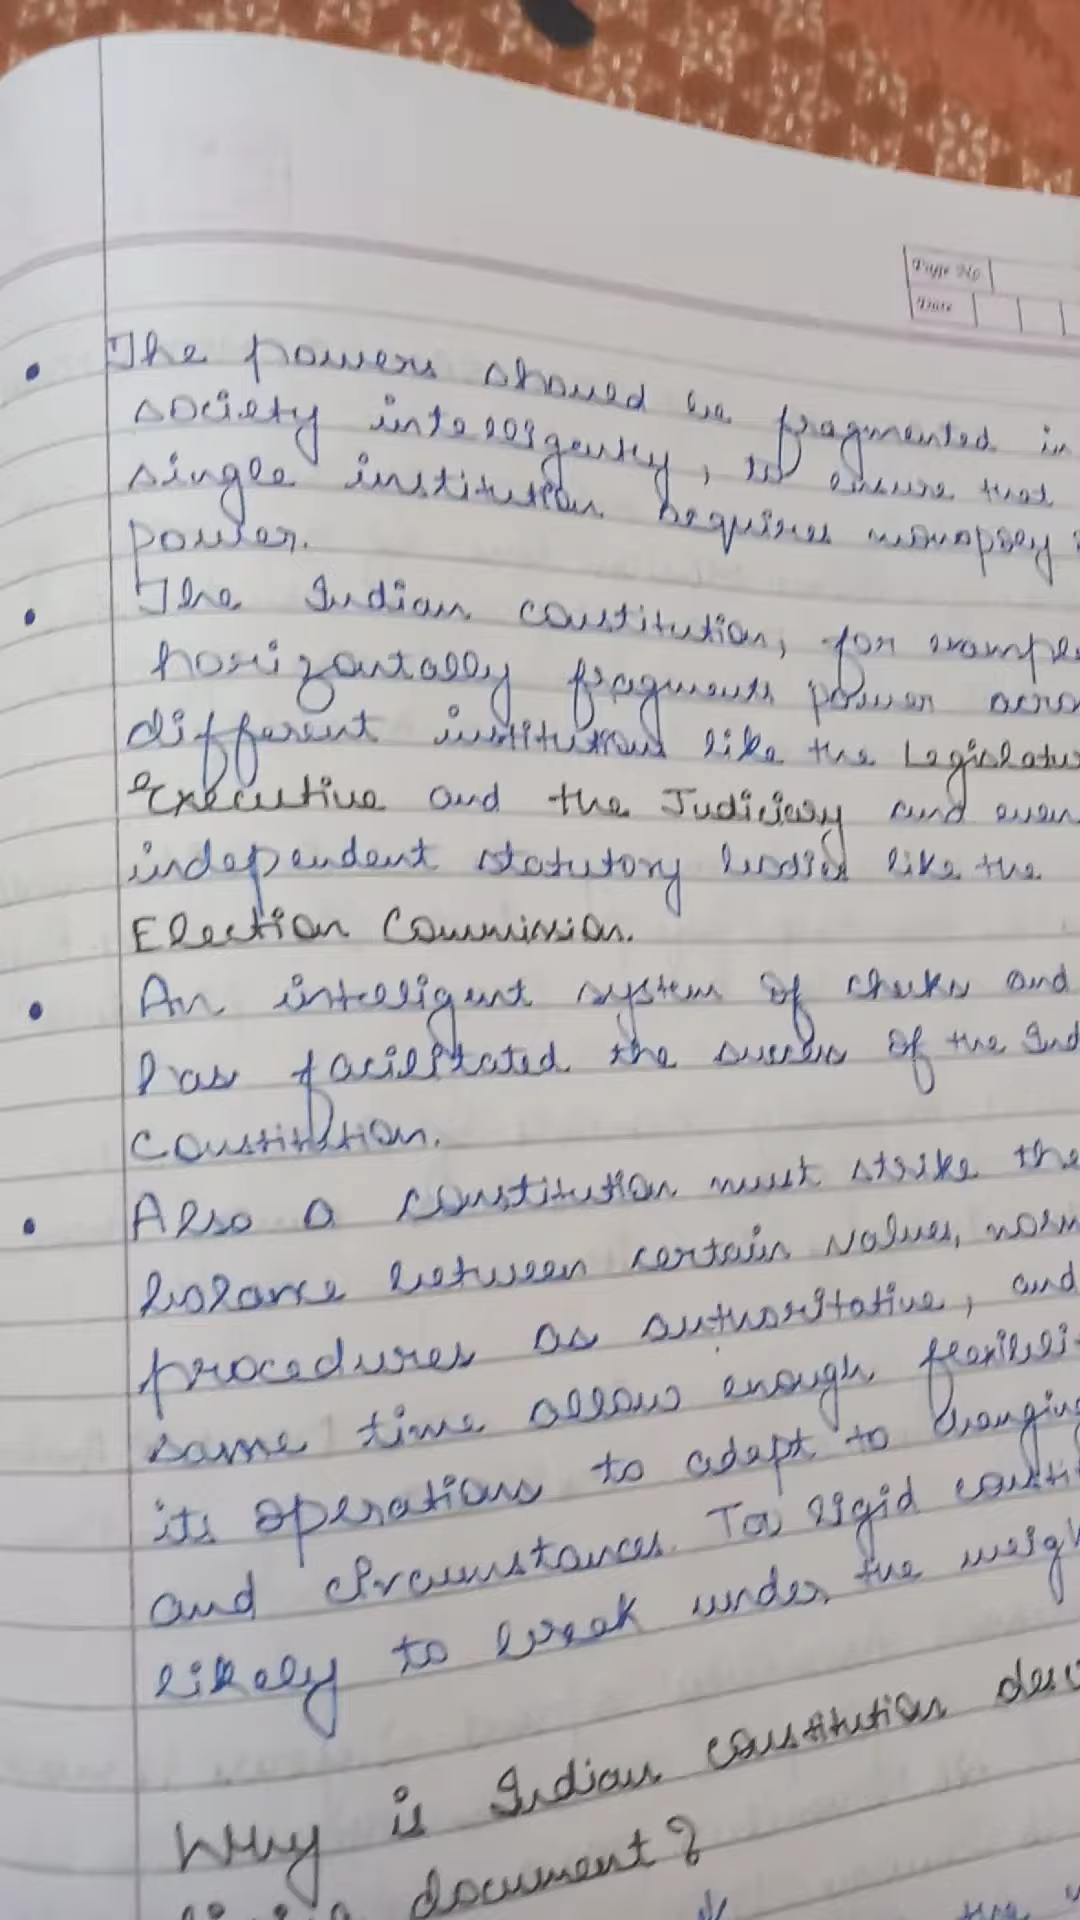 Page No.
Date
The powers should be fragmented in
society intelligently, to ensure that
single institution requires monopoly
power.
The Indian constitution, for example
horizontally fragments power
different institutions like the
Executive and the Judiciary and even
independent statutory bodies like the
Election Commission.
An intelligent system of checks and
has facilitated the success of the
Constitution.
Also a constitution must strike the
balance between certain values,
procedures as authoritative, and
same time allow enough
its operations to adapt to changing
and circumstances. Too rigid
likely to break under the
Why is Indian constitution
document?